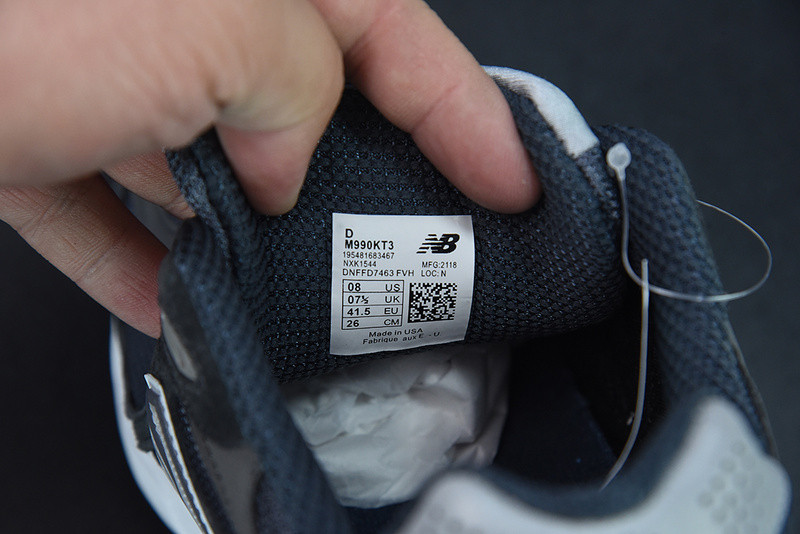 D
M990KT3
195481683467
NXK1544
DNFFD7463 FVH
NB
MFG:2118
LOC: N
08 US
07½ UK
41.5 EU
26 CM
Made in USA
Fabrique aux E.-U.